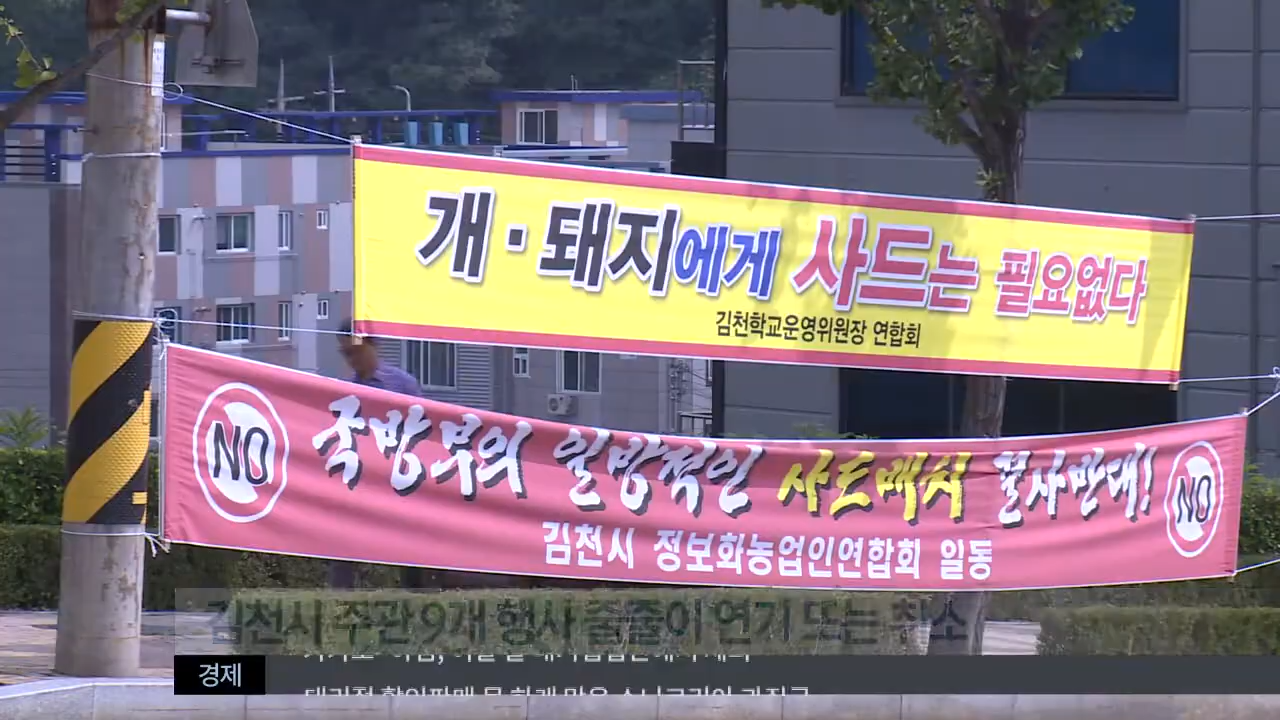 개·돼지에게 사드는 필요없다
김천학교운영위원장 연합회
NO 국방부의 일방적인 사드배치 결사반대! NO
김천시 정보화농업인연합회 일동
김천시 주관 9개 행사 줄줄이 연기 또는 취소
경제